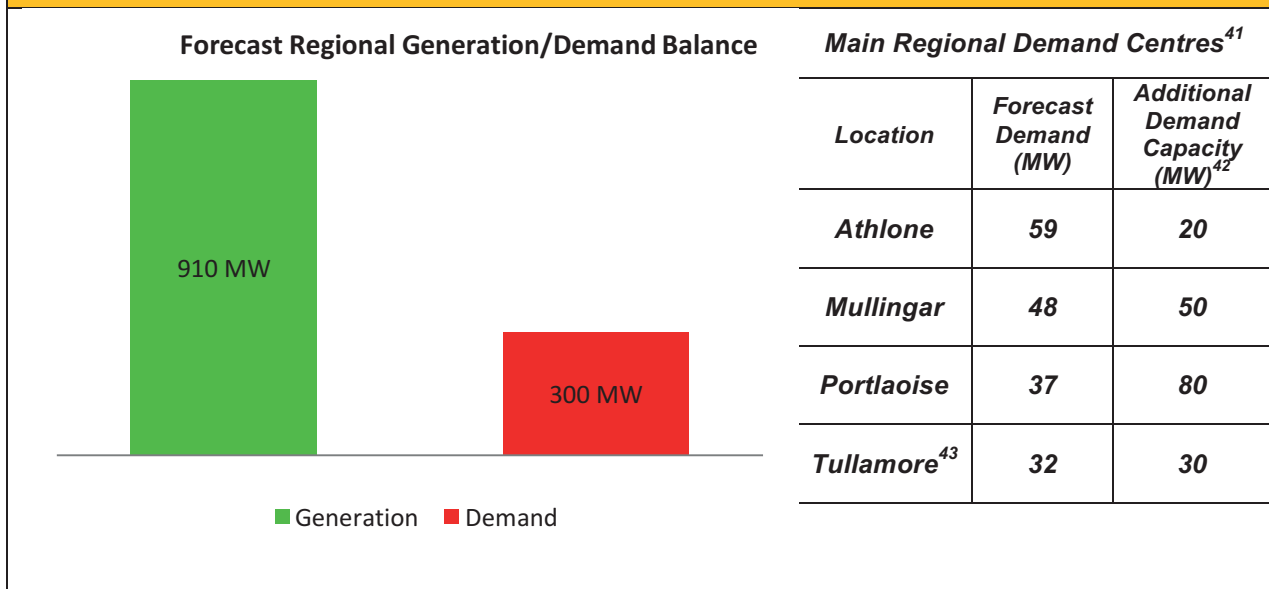 Forecast Regional Generation/Demand Balance
910 MW
300 MW
Generation Demand
Main Regional Demand Centres41
Location Forecast Demand (MW) Additional Demand Capacity (MW)42
Athlone 59 20
Mullingar 48 50
Portlaoise 37 80
Tullamore43 32 30